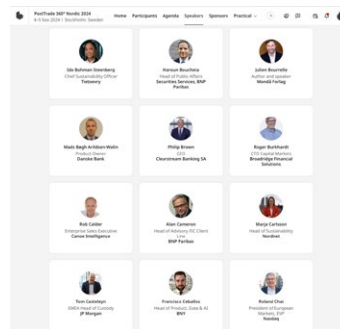 PostTrade 360° Nordic 2024
4-5 Sep 2024 | Stockholm, Sweden
Home Participants Agenda Speakers Sponsors Practical
Ida Bohman Steenberg
Chief Sustainability Officer
Treberony
Haroun Boucheta
Head of Public Affairs
Securities Services, BNP
Paribas
Julien Bourrelle
Author and speaker
Mondå Forlag
Mads Bøgh Arildsen Walin
Product Owner
Danske Bank
Philip Brown
CEO
Clearstream Banking SA
Roger Burkhardt
CTO Capital Markets
Broadridge Financial
Solutions
Rob Calder
Enterprise Sales Executive
Canoe Intelligence
Alan Cameron
Head of Advisory FIC Client
Line
BNP Paribas
Marja Carlsson
Head of Sustainability
Nordnet
Tom Casteleyn
EMEA Head of Custody
JP Morgan
Francisco Ceballos
Head of Product, Data & AI
BNY
Roland Chai
President of European
Markets, EVP
Nasdaq